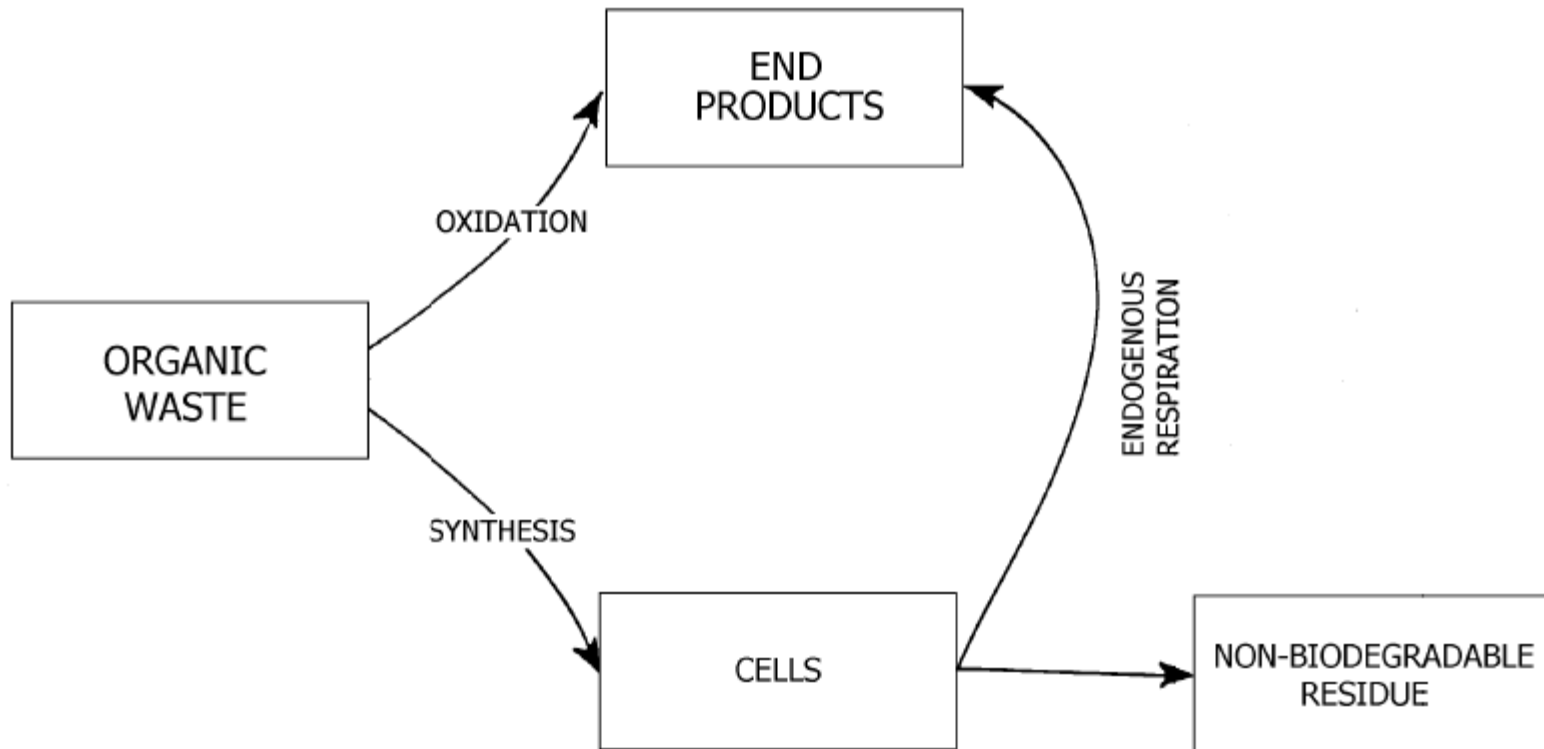 END
PRODUCTS
OXIDATION
ORGANIC
WASTE
ENDOGENOUS
RESPIRATION
SYNTHESIS
CELLS
NON-BIODEGRADABLE
RESIDUE